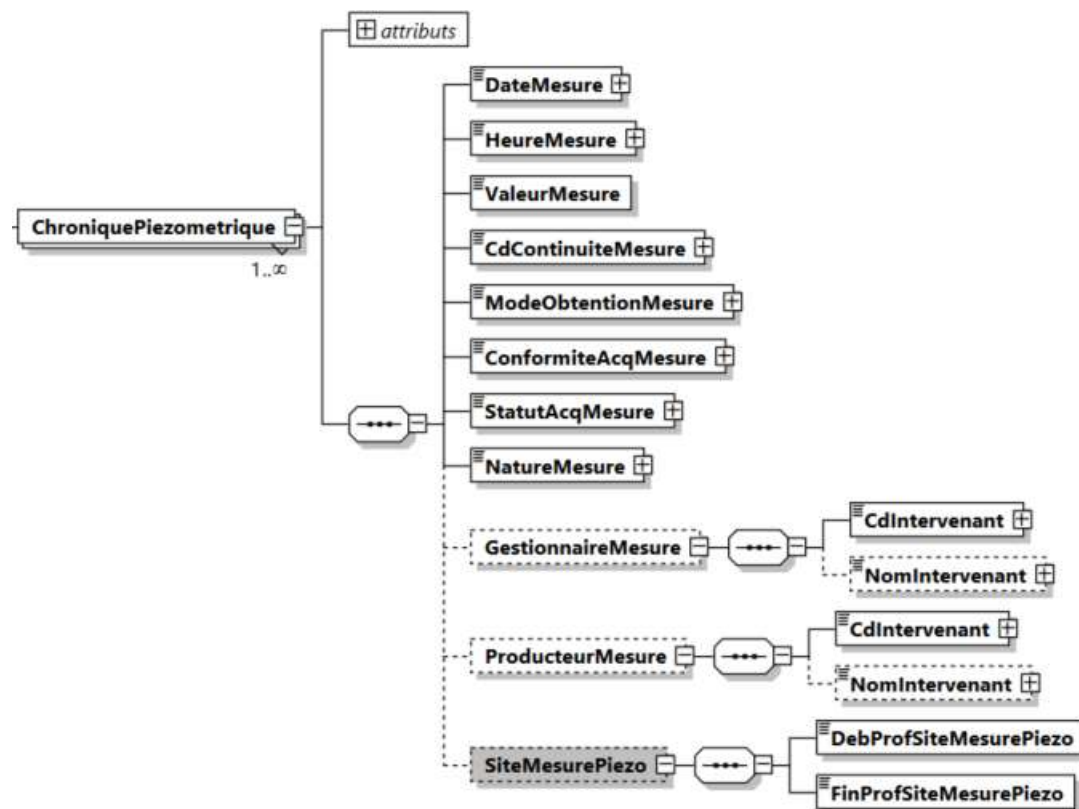 attributs
DateMesure
HeureMesure
ValeurMesure
ChroniquePiezometrique
1..∞
CdContinuiteMesure
ModeObtentionMesure
ConformiteAcqMesure
StatutAcqMesure
NatureMesure
GestionnaireMesure
CdIntervenant
NomIntervenant
ProducteurMesure
CdIntervenant
NomIntervenant
SiteMesurePiezo
DebProfSiteMesurePiezo
FinProfSiteMesurePiezo